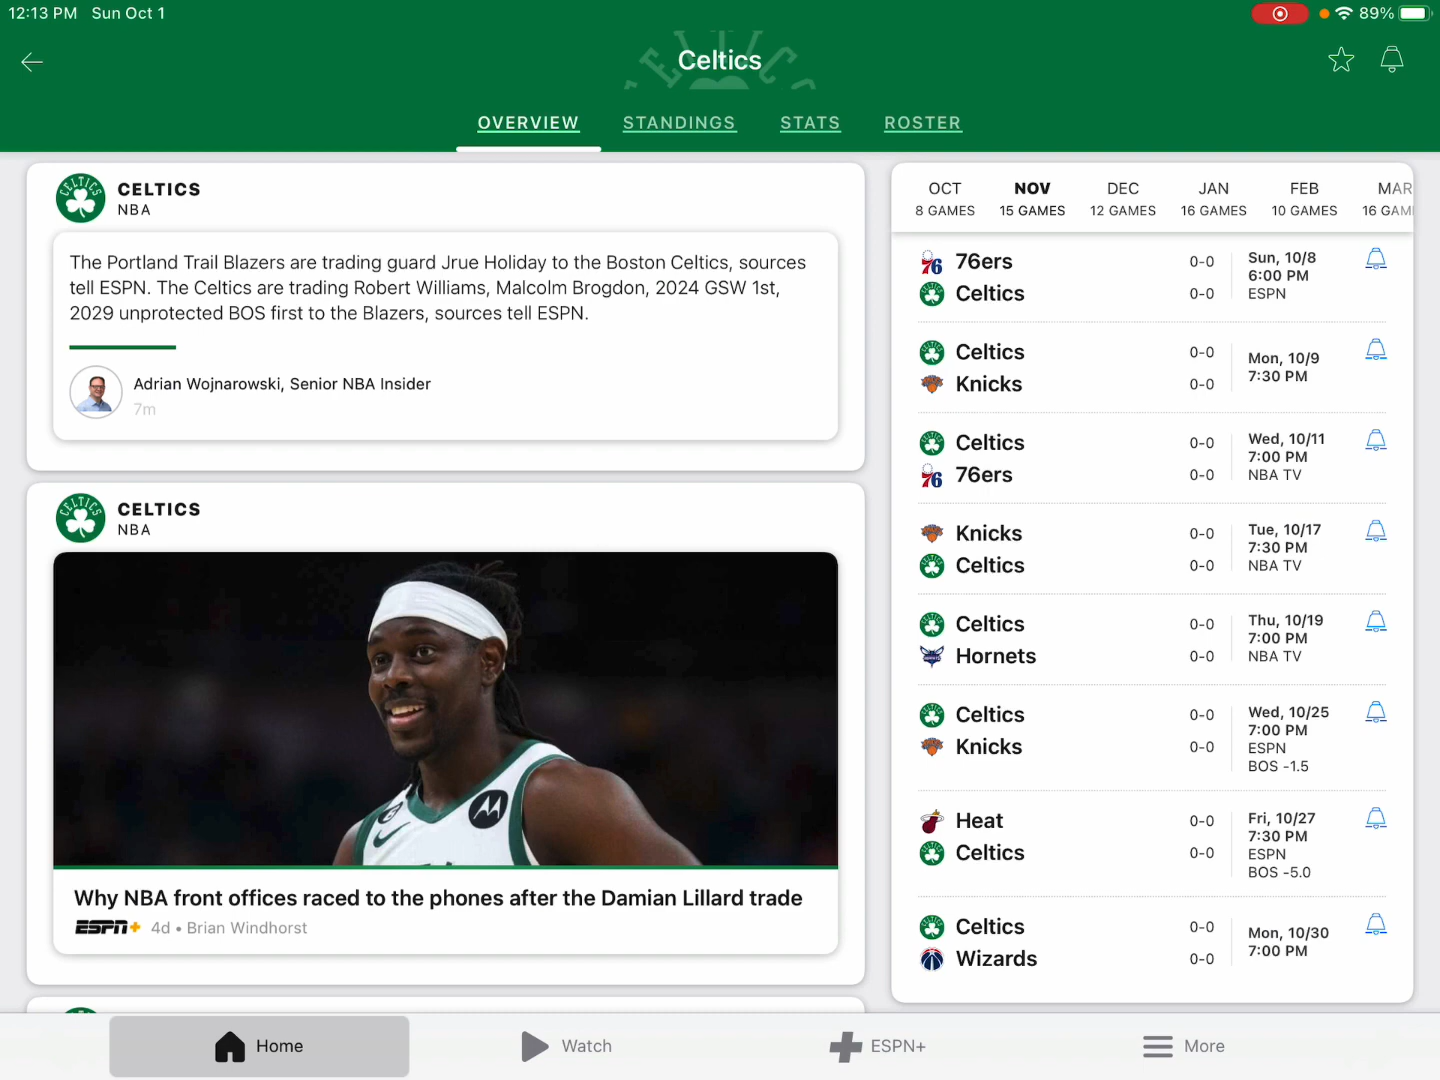 12:13 PM Sun Oct 1
89%
Celtics
OVERVIEW STANDINGS STATS ROSTER
CELTICS
NBA
The Portland Trail Blazers are trading guard Jrue Holiday to the Boston Celtics, sources
tell ESPN. The Celtics are trading Robert Williams, Malcolm Brogdon, 2024 GSW 1st,
2029 unprotected BOS first to the Blazers, sources tell ESPN.
Adrian Wojnarowski, Senior NBA Insider
7m
CELTICS
NBA
Why NBA front offices raced to the phones after the Damian Lillard trade
ESPN+ 4d • Brian Windhorst
OCT NOV DEC JAN FEB MAR
8 GAMES 15 GAMES 12 GAMES 16 GAMES 10 GAMES 16 GAM
76ers 0-0
Celtics 0-0
Sun, 10/8
6:00 PM
ESPN
Celtics 0-0
Knicks 0-0
Mon, 10/9
7:30 PM
Celtics 0-0
76ers 0-0
Wed, 10/11
7:00 PM
NBA TV
Knicks 0-0
Celtics 0-0
Tue, 10/17
7:30 PM
NBA TV
Celtics 0-0
Hornets 0-0
Thu, 10/19
7:00 PM
NBA TV
Celtics 0-0
Knicks 0-0
Wed, 10/25
7:00 PM
ESPN
BOS -1.5
Heat 0-0
Celtics 0-0
Fri, 10/27
7:30 PM
ESPN
BOS -5.0
Celtics 0-0
Wizards 0-0
Mon, 10/30
7:00 PM
Home Watch ESPN+ More